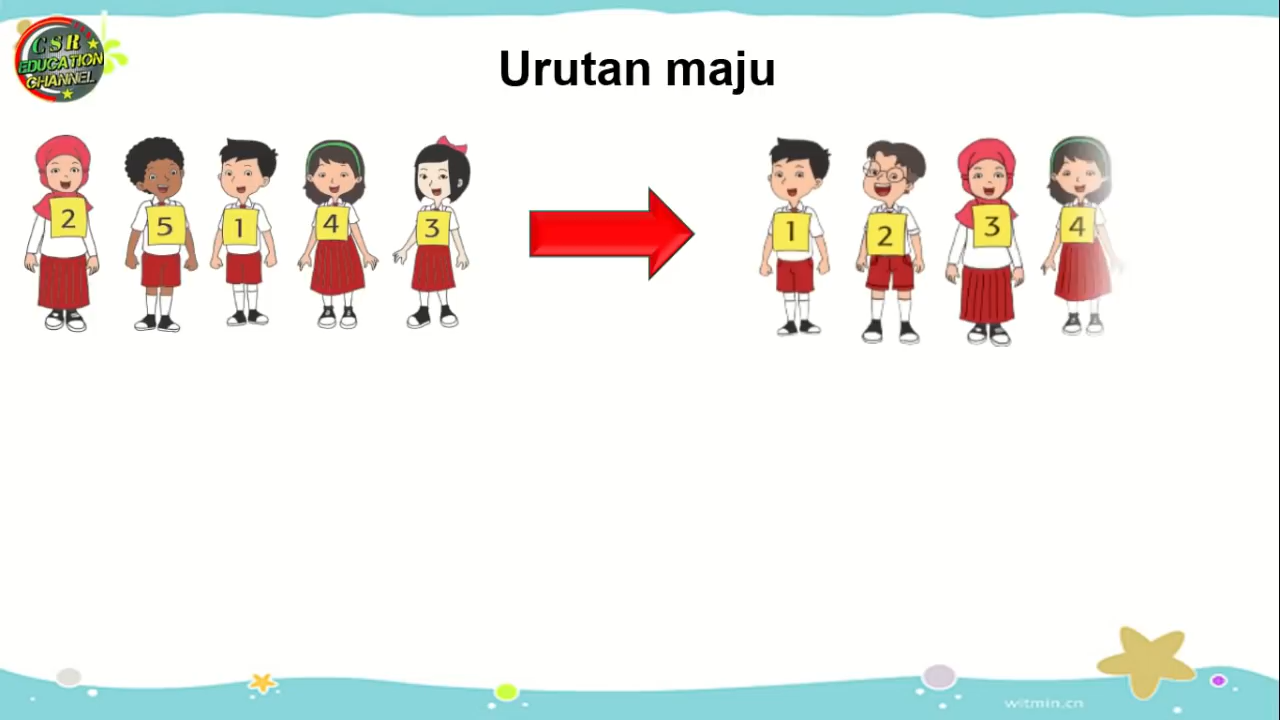 CSR
EDUCATION
CHANNEL
Urutan maju
2 5 1 4 3
1 2 3 4
witmin.cn